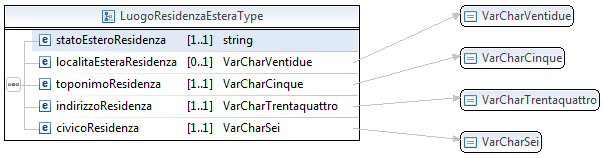 LuogoResidenzaEsteraType
e statoEsteroResidenza [1..1] string
e localitaEsteraResidenza [0..1] VarCharVentidue
e toponimoResidenza [1..1] VarCharCinque
e indirizzoResidenza [1..1] VarCharTrentaquattro
e civicoResidenza [1..1] VarCharSei
VarCharVentidue
VarCharCinque
VarCharTrentaquattro
VarCharSei